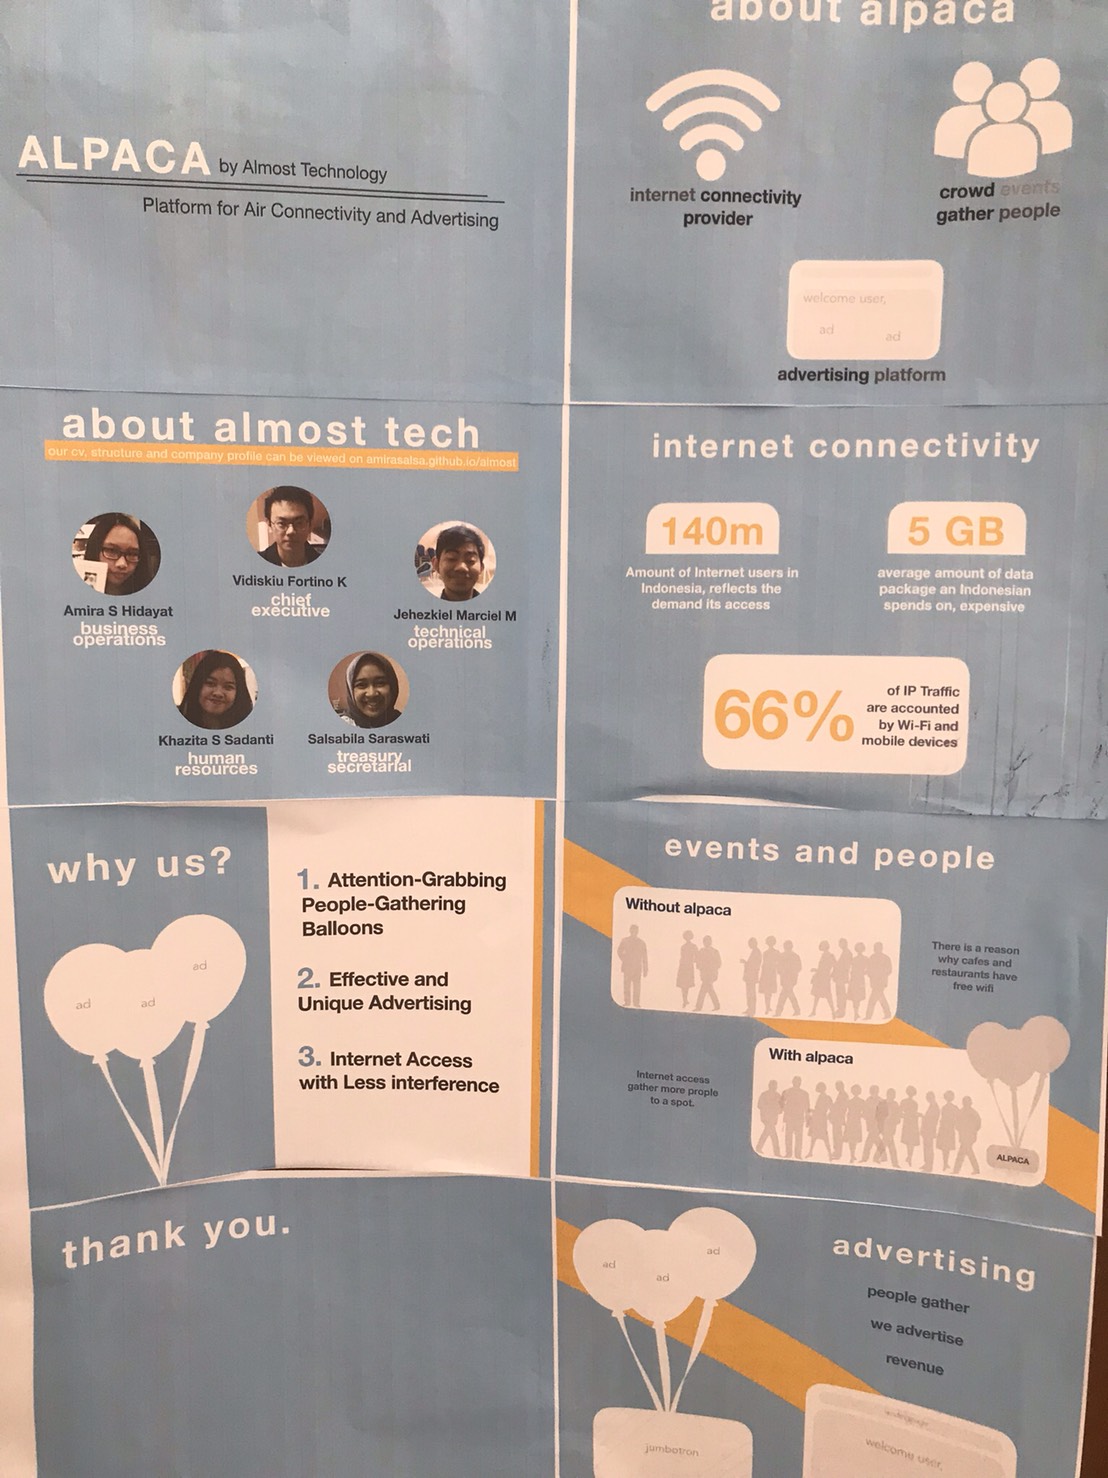 ALPACA by Almost Technology
Platform for Air Connectivity and Advertising
about alpaca
internet connectivity
provider
crowd events
gather people
welcome user,
ad
ad
advertising platform
about almost tech
our cv, structure and company profile can be viewed on amirasalsa.github.io/almost
Vidiskiu Fortino K
chief
executive
Amira S Hidayat
business
operations
Jehezkiel Marciel M
technical
operations
Khazita S Sadanti
human
resources
Salsabila Saraswati
treasury
secretarial
internet connectivity
140m
Amount of Internet users in
Indonesia, reflects the
demand its access
5 GB
average amount of data
package an Indonesian
spends on, expensive
66%
of IP Traffic
are accounted
by Wi-Fi and
mobile devices
why us?
ad
ad
ad
1. Attention-Grabbing
People-Gathering
Balloons
2. Effective and
Unique Advertising
3. Internet Access
with Less interference
events and people
Without alpaca
There is a reason
why cafes and
restaurants have
free wifi
With alpaca
Internet access
gather more prople
to a spot.
ALPACA
thank you.
ad
ad
ad
jumbotron
advertising
people gather
we advertise
revenue
welcome user,